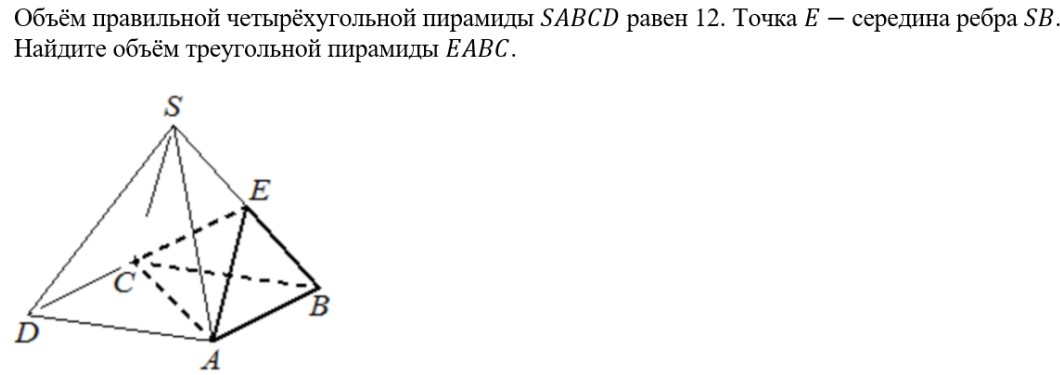 Объём правильной четырёхугольной пирамиды SABCD равен 12. Точка E – середина ребра SB.
Найдите объём треугольной пирамиды EABC.
S
E
C
B
D
A